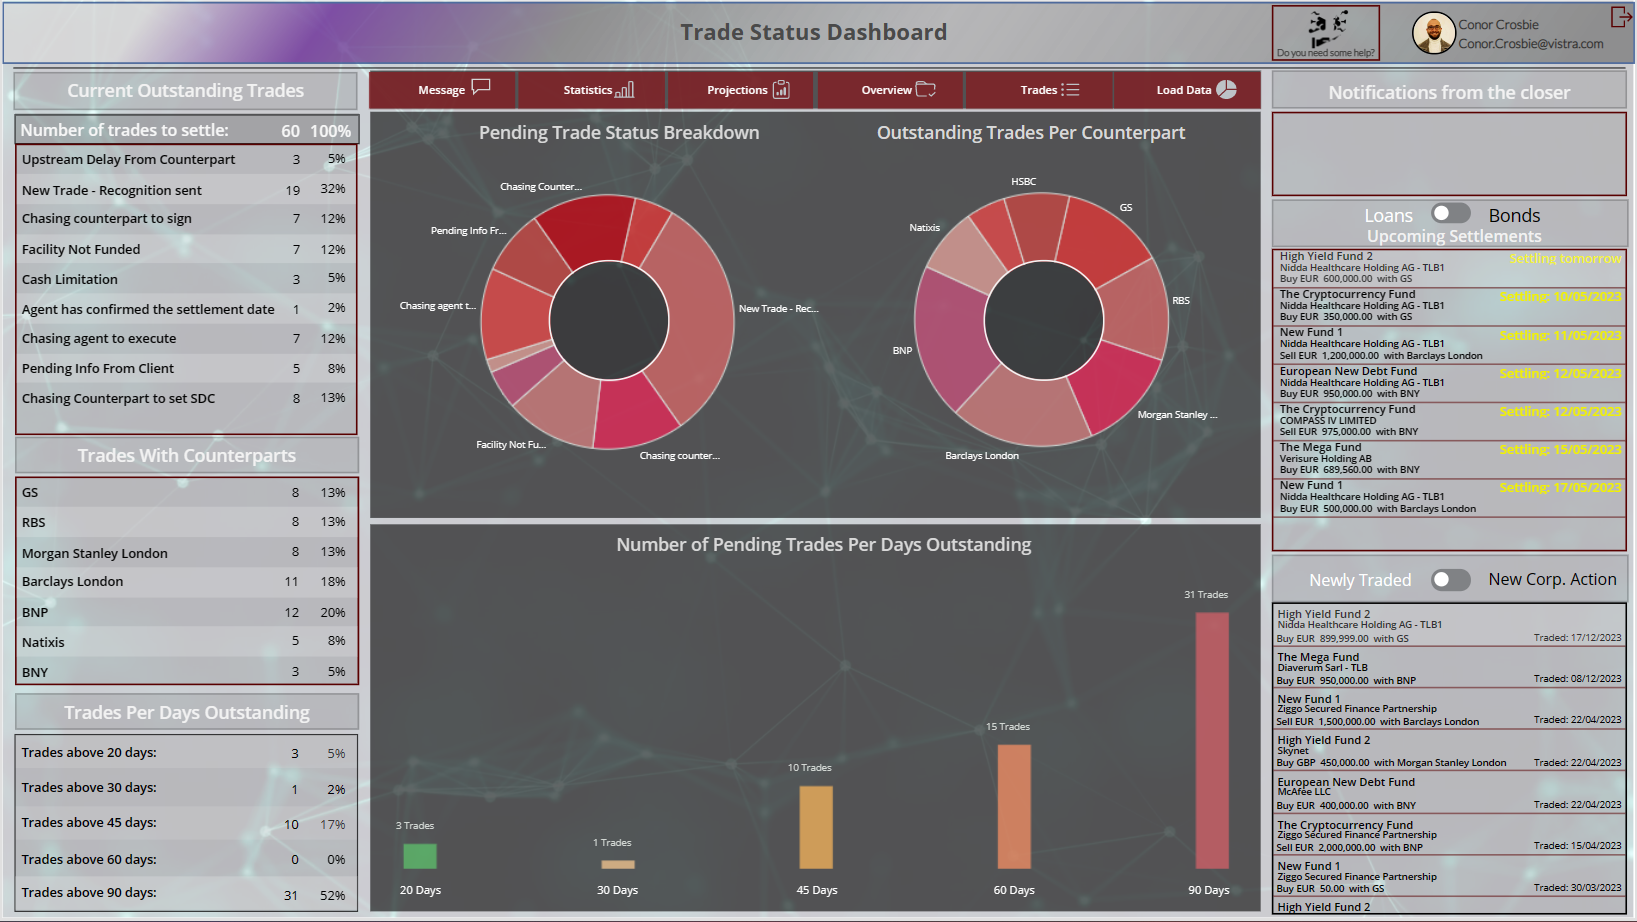 Trade Status Dashboard
Do you need some help?
Conor Crosbie
Conor.Crosbie@vistra.com
Current Outstanding Trades
Number of trades to settle: 60 100%
Upstream Delay From Counterpart 3 5%
New Trade - Recognition sent 19 32%
Chasing counterpart to sign 7 12%
Facility Not Funded 7 12%
Cash Limitation 3 5%
Agent has confirmed the settlement date 1 2%
Chasing agent to execute 7 12%
Pending Info From Client 5 8%
Chasing Counterpart to set SDC 8 13%
Trades With Counterparts
GS 8 13%
RBS 8 13%
Morgan Stanley London 8 13%
Barclays London 11 18%
BNP 12 20%
Natixis 5 8%
BNY 3 5%
Trades Per Days Outstanding
Trades above 20 days: 3 5%
Trades above 30 days: 1 2%
Trades above 45 days: 10 17%
Trades above 60 days: 0 0%
Trades above 90 days: 31 52%
Message Statistics Projections Overview Trades Load Data
Pending Trade Status Breakdown
Chasing Counter...
Pending Info Fr...
Chasing agent t...
New Trade - Rec...
Facility Not Fu...
Chasing counter...
Outstanding Trades Per Counterpart
HSBC
GS
Natixis
RBS
BNP
Morgan Stanley ...
Barclays London
Number of Pending Trades Per Days Outstanding
31 Trades
15 Trades
10 Trades
3 Trades
1 Trades
20 Days 30 Days 45 Days 60 Days 90 Days
Notifications from the closer
Loans Bonds
Upcoming Settlements
High Yield Fund 2 Settling tomorrow
Nidda Healthcare Holding AG - TLB1
Buy EUR 600,000.00 with GS
The Cryptocurrency Fund Settling: 10/05/2023
Nidda Healthcare Holding AG - TLB1
Buy EUR 350,000.00 with GS
New Fund 1 Settling: 11/05/2023
Nidda Healthcare Holding AG - TLB1
Sell EUR 1,200,000.00 with Barclays London
European New Debt Fund Settling: 12/05/2023
Nidda Healthcare Holding AG - TLB1
Buy EUR 950,000.00 with BNY
The Cryptocurrency Fund Settling: 12/05/2023
COMPASS IV LIMITED
Sell EUR 975,000.00 with BNY
The Mega Fund Settling: 15/05/2023
Verisure Holding AB
Buy EUR 689,560.00 with BNY
New Fund 1 Settling: 17/05/2023
Nidda Healthcare Holding AG - TLB1
Buy EUR 500,000.00 with Barclays London
Newly Traded New Corp. Action
High Yield Fund 2
Nidda Healthcare Holding AG - TLB1
Buy EUR 899,999.00 with GS Traded: 17/12/2023
The Mega Fund
Diaverum Sarl - TLB
Buy EUR 950,000.00 with BNP Traded: 08/12/2023
New Fund 1
Ziggo Secured Finance Partnership
Sell EUR 1,500,000.00 with Barclays London Traded: 22/04/2023
High Yield Fund 2
Skynet
Buy GBP 450,000.00 with Morgan Stanley London Traded: 22/04/2023
European New Debt Fund
McAfee LLC
Buy EUR 400,000.00 with BNY Traded: 22/04/2023
The Cryptocurrency Fund
Ziggo Secured Finance Partnership
Sell EUR 2,000,000.00 with BNP Traded: 15/04/2023
New Fund 1
Ziggo Secured Finance Partnership
Buy EUR 50.00 with GS Traded: 30/03/2023
High Yield Fund 2